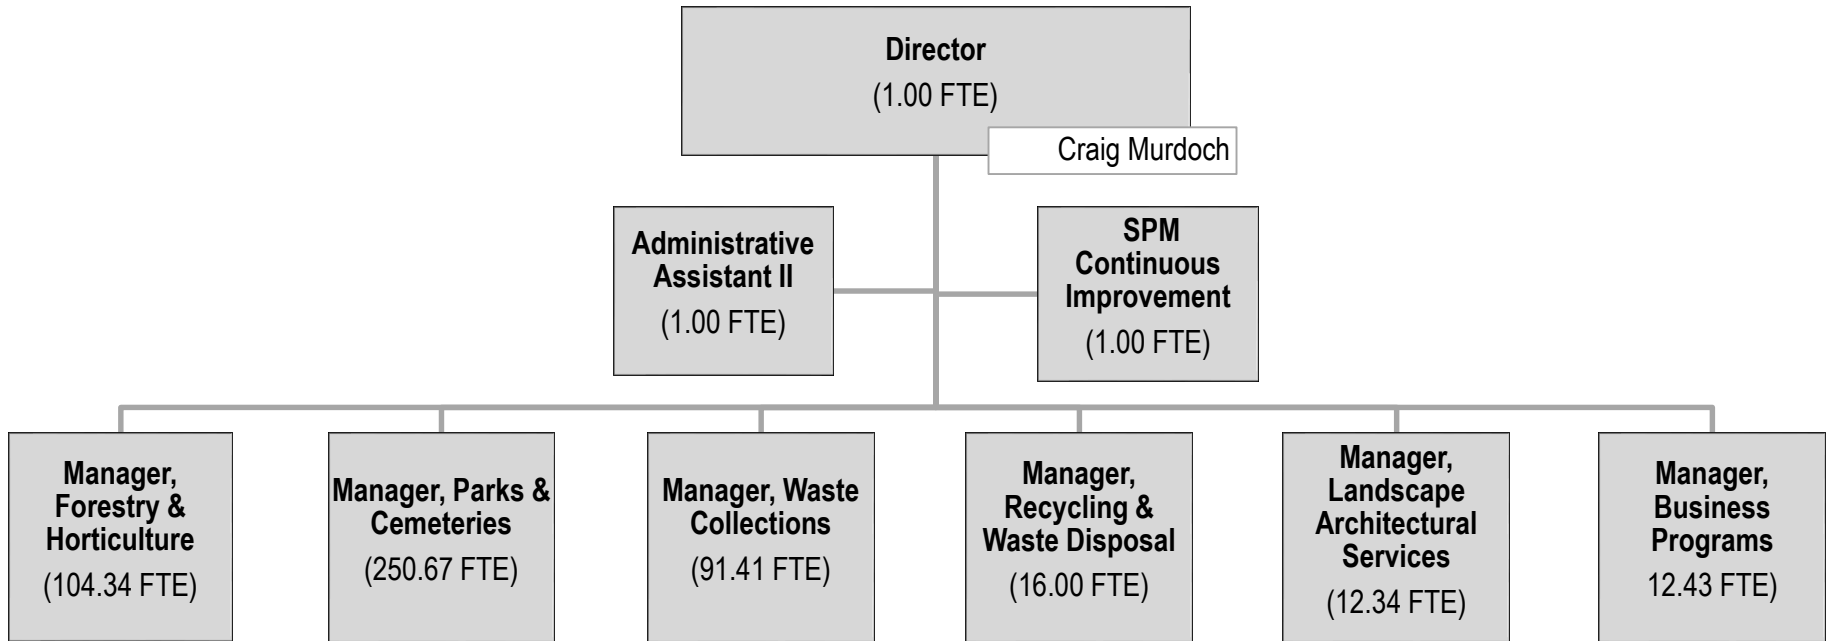 Director
(1.00 FTE)
Craig Murdoch
Administrative
Assistant II
(1.00 FTE)
SPM
Continuous
Improvement
(1.00 FTE)
Manager,
Forestry &
Horticulture
(104.34 FTE)
Manager, Parks &
Cemeteries
(250.67 FTE)
Manager, Waste
Collections
(91.41 FTE)
Manager,
Recycling &
Waste Disposal
(16.00 FTE)
Manager,
Landscape
Architectural
Services
(12.34 FTE)
Manager,
Business
Programs
12.43 FTE)